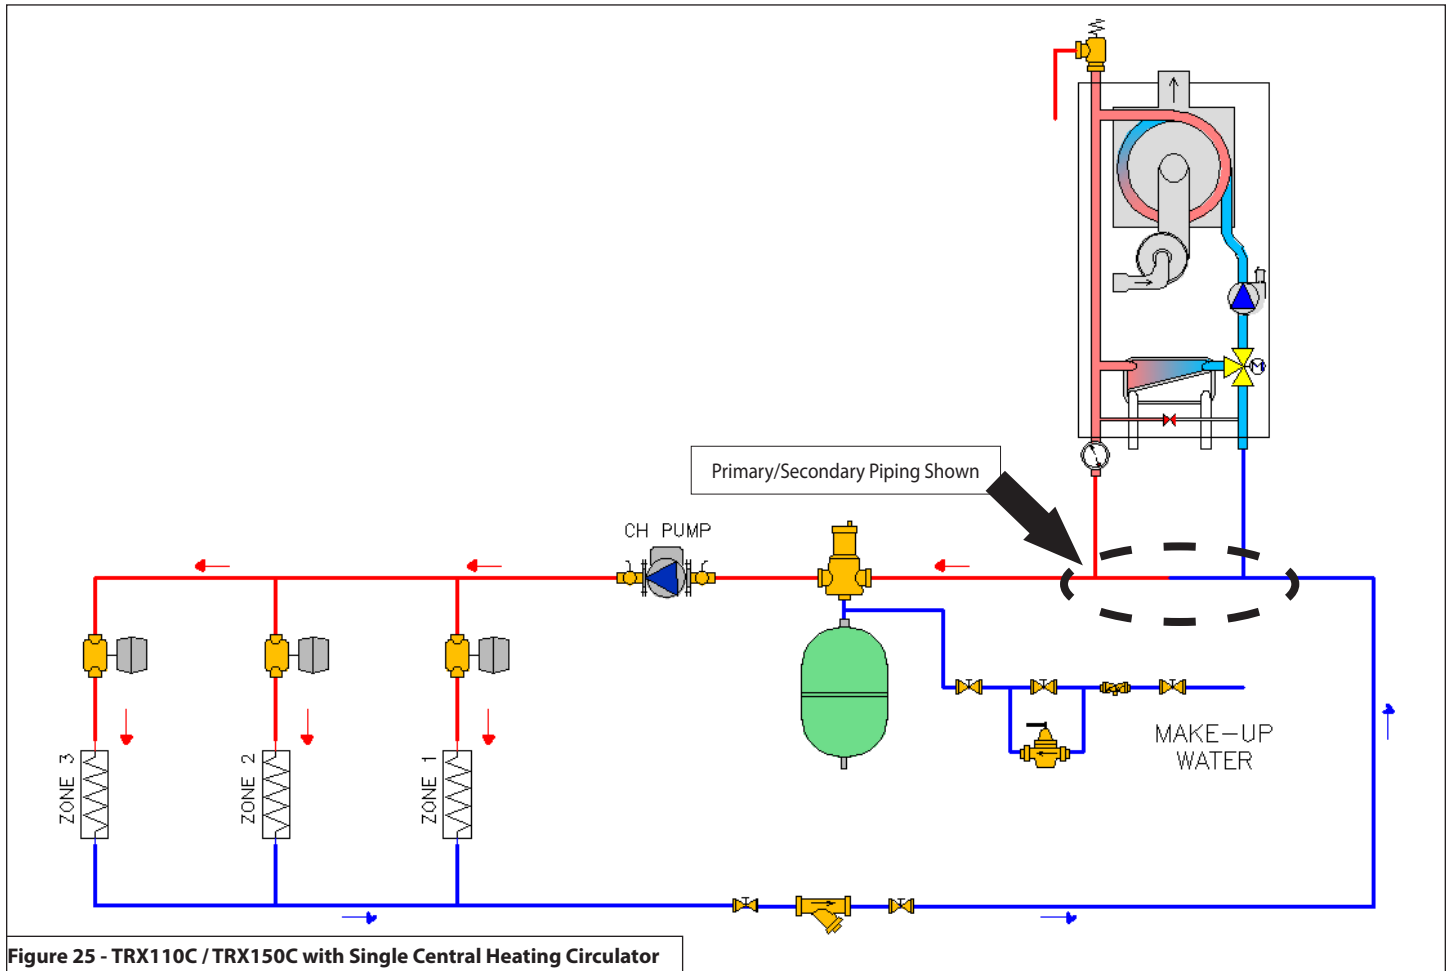 Primary/Secondary Piping Shown
CH PUMP
MAKE-UP
WATER
ZONE 3
ZONE 2
ZONE 1
M
Figure 25 - TRX110C / TRX150C with Single Central Heating Circulator